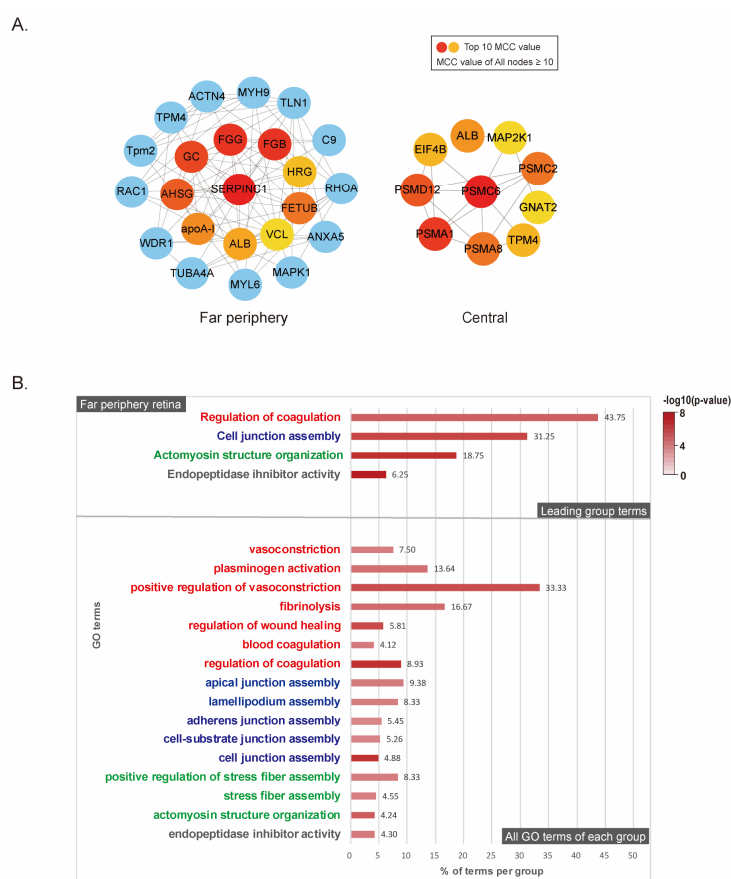 A.
Top 10 MCC value
MCC value of All nodes ≥ 10
MYH9
ACTN4
TLN1
TPM4
C9
Tpm2
FGG
FGB
GC
HRG
RAC1
AHSG
SERPINC1
RHOA
FETUB
WDR1
apoA-I
ALB
VCL
ANXA5
TUBA4A
MYL6
MAPK1
Far periphery
ALB
MAP2K1
EIF4B
PSMC2
PSMD12
PSMC6
GNAT2
PSMA1
PSMA8
TPM4
Central
B.
Far periphery retina
-log10(p-value)
8
4
0
Regulation of coagulation 43.75
Cell junction assembly 31.25
Actomyosin structure organization 18.75
Endopeptidase ihnibitor activity 6.25
Leading group terms
GO terms
vasoconstriction 7.50
plasminogen activation 13.64
positive regulation of vasoconstriction 33.33
fibrinolysis 16.67
regulation of wound healing 5.81
blood coagulation 4.12
regulation of coagulation 8.93
apical junction assembly 9.38
lamellipodium assembly 8.33
adherens junction assembly 5.45
cell-substrate junction assembly 5.26
cell junction assembly 4.88
positive regulation of stress fiber assembly 8.33
stress fiber assembly 4.55
actomyosin structure organization 4.24
endopeptidase inhibitor activity 4.30
All GO terms of each group
0 5 10 15 20 25 30 35 40 45 50
% of terms per group